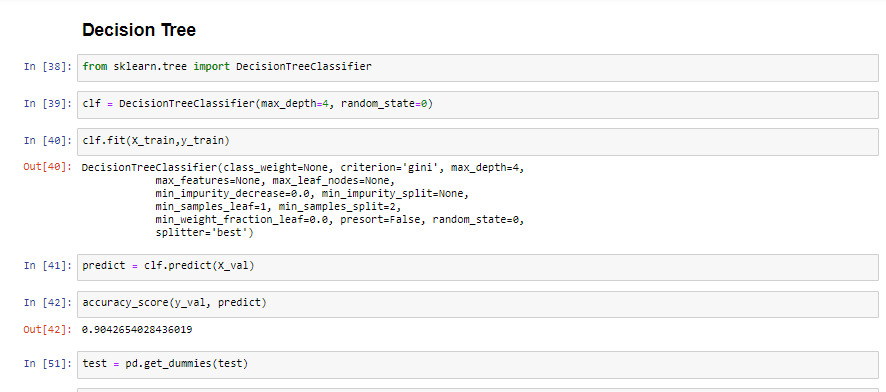 Decision Tree
In [38]: from sklearn.tree import DecisionTreeClassifier
In [39]: clf = DecisionTreeClassifier(max_depth=4, random_state=0)
In [40]: clf.fit(X_train,y_train)
Out[40]: DecisionTreeClassifier(class_weight=None, criterion='gini', max_depth=4,
max_features=None, max_leaf_nodes=None,
min_impurity_decrease=0.0, min_impurity_split=None,
min_samples_leaf=1, min_samples_split=2,
min_weight_fraction_leaf=0.0, presort=False, random_state=0,
splitter='best')
In [41]: predict = clf.predict(X_val)
In [42]: accuracy_score(y_val, predict)
Out[42]: 0.9042654028436019
In [51]: test = pd.get_dummies(test)